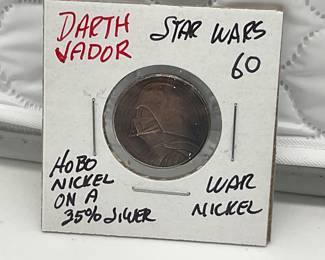 DARTH
VADOR
STAR WARS
60
HOBO
NICKEL
ON A
35% SILVER
WAR
NICKEL